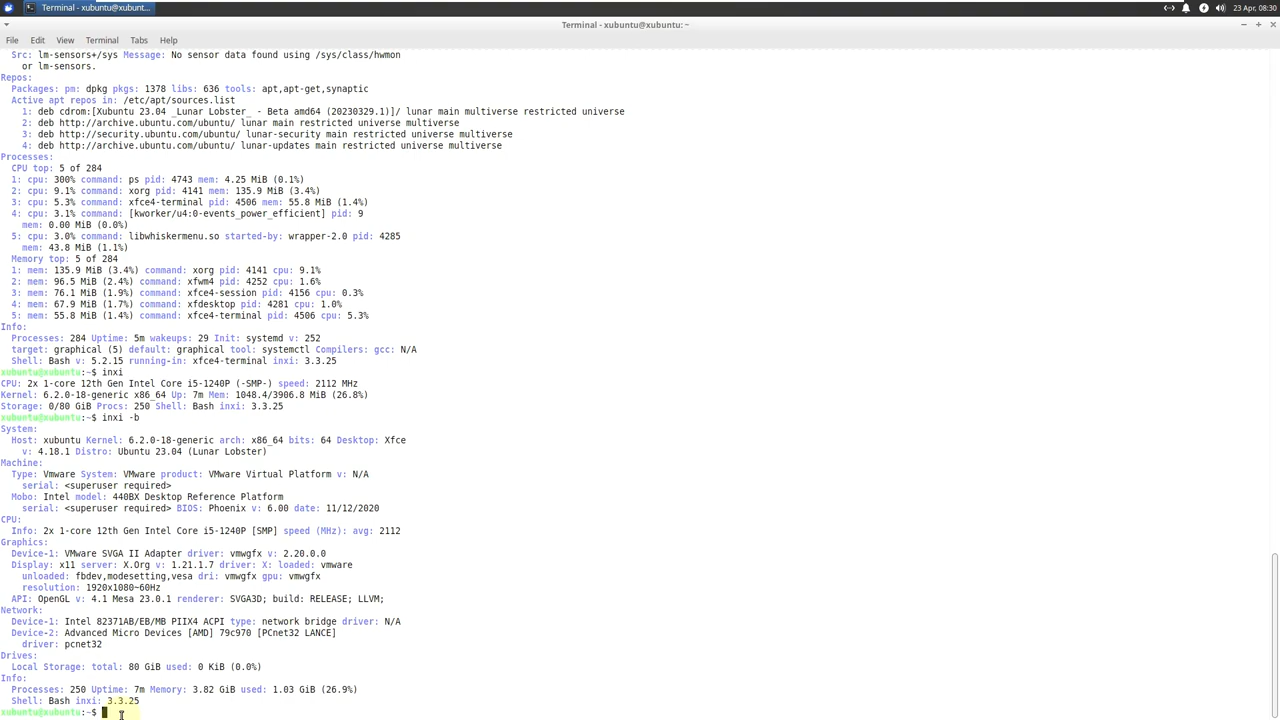 Terminal - xubuntu@xubunt...
23 Apr, 08:30
Terminal - xubuntu@xubuntu: ~
File Edit View Terminal Tabs Help
Src: lm-sensors+/sys Message: No sensor data found using /sys/class/hwmon
or lm-sensors.
Repos:
Packages: pm: dpkg pkgs: 1378 libs: 636 tools: apt,apt-get,synaptic
Active apt repos in: /etc/apt/sources.list
1: deb cdrom:[Xubuntu 23.04 _Lunar Lobster_ - Beta amd64 (20230329.1)]/ lunar main multiverse restricted universe
2: deb http://archive.ubuntu.com/ubuntu/ lunar main restricted universe multiverse
3: deb http://security.ubuntu.com/ubuntu/ lunar-security main restricted universe multiverse
4: deb http://archive.ubuntu.com/ubuntu/ lunar-updates main restricted universe multiverse
Processes:
CPU top: 5 of 284
1: cpu: 300% command: ps pid: 4743 mem: 4.25 MiB (0.1%)
2: cpu: 9.1% command: xorg pid: 4141 mem: 135.9 MiB (3.4%)
3: cpu: 5.3% command: xfce4-terminal pid: 4506 mem: 55.8 MiB (1.4%)
4: cpu: 3.1% command: [kworker/u4:0-events_power_efficient] pid: 9
mem: 0.00 MiB (0.0%)
5: cpu: 3.0% command: libwhiskermenu.so started-by: wrapper-2.0 pid: 4285
mem: 43.8 MiB (1.1%)
Memory top: 5 of 284
1: mem: 135.9 MiB (3.4%) command: xorg pid: 4141 cpu: 9.1%
2: mem: 96.5 MiB (2.4%) command: xfwm4 pid: 4252 cpu: 1.6%
3: mem: 76.1 MiB (1.9%) command: xfce4-session pid: 4156 cpu: 0.3%
4: mem: 67.9 MiB (1.7%) command: xfdesktop pid: 4281 cpu: 1.0%
5: mem: 55.8 MiB (1.4%) command: xfce4-terminal pid: 4506 cpu: 5.3%
Info:
Processes: 284 Uptime: 5m wakeups: 29 Init: systemd v: 252
target: graphical (5) default: graphical tool: systemctl Compilers: gcc: N/A
Shell: Bash v: 5.2.15 running-in: xfce4-terminal inxi: 3.3.25
xubuntu@xubuntu:~$ inxi
CPU: 2x 1-core 12th Gen Intel Core i5-1240P (-SMP-) speed: 2112 MHz
Kernel: 6.2.0-18-generic x86_64 Up: 7m Mem: 1048.4/3906.8 MiB (26.8%)
Storage: 0/80 GiB Procs: 250 Shell: Bash inxi: 3.3.25
xubuntu@xubuntu:~$ inxi -b
System:
Host: xubuntu Kernel: 6.2.0-18-generic arch: x86_64 bits: 64 Desktop: Xfce
v: 4.18.1 Distro: Ubuntu 23.04 (Lunar Lobster)
Machine:
Type: Vmware System: VMware product: VMware Virtual Platform v: N/A
serial: <superuser required>
Mobo: Intel model: 440BX Desktop Reference Platform
serial: <superuser required> BIOS: Phoenix v: 6.00 date: 11/12/2020
CPU:
Info: 2x 1-core 12th Gen Intel Core i5-1240P [SMP] speed (MHz): avg: 2112
Graphics:
Device-1: VMware SVGA II Adapter driver: vmwgfx v: 2.20.0.0
Display: x11 server: X.Org v: 1.21.1.7 driver: X: loaded: vmware
unloaded: fbdev,modesetting,vesa dri: vmwgfx gpu: vmwgfx
resolution: 1920x1080~60Hz
API: OpenGL v: 4.1 Mesa 23.0.1 renderer: SVGA3D; build: RELEASE; LLVM;
Network:
Device-1: Intel 82371AB/EB/MB PIIX4 ACPI type: network bridge driver: N/A
Device-2: Advanced Micro Devices [AMD] 79c970 [PCnet32 LANCE]
driver: pcnet32
Drives:
Local Storage: total: 80 GiB used: 0 KiB (0.0%)
Info:
Processes: 250 Uptime: 7m Memory: 3.82 GiB used: 1.03 GiB (26.9%)
Shell: Bash inxi: 3.3.25
xubuntu@xubuntu:~$